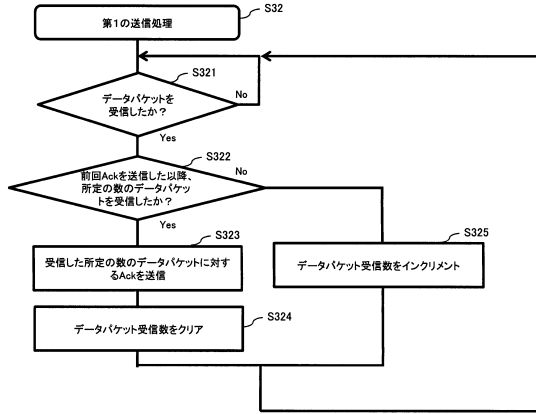 第1の送信処理
S32
S321
データパケットを
受信したか?
No
Yes
S322
前回Ackを送信した以降、
所定の数のデータパケッ
トを受信したか?
No
Yes
S323
受信した所定の数のデータパケットに対す
るAckを送信
S325
データパケット受信数をインクリメント
S324
データパケット受信数をクリア